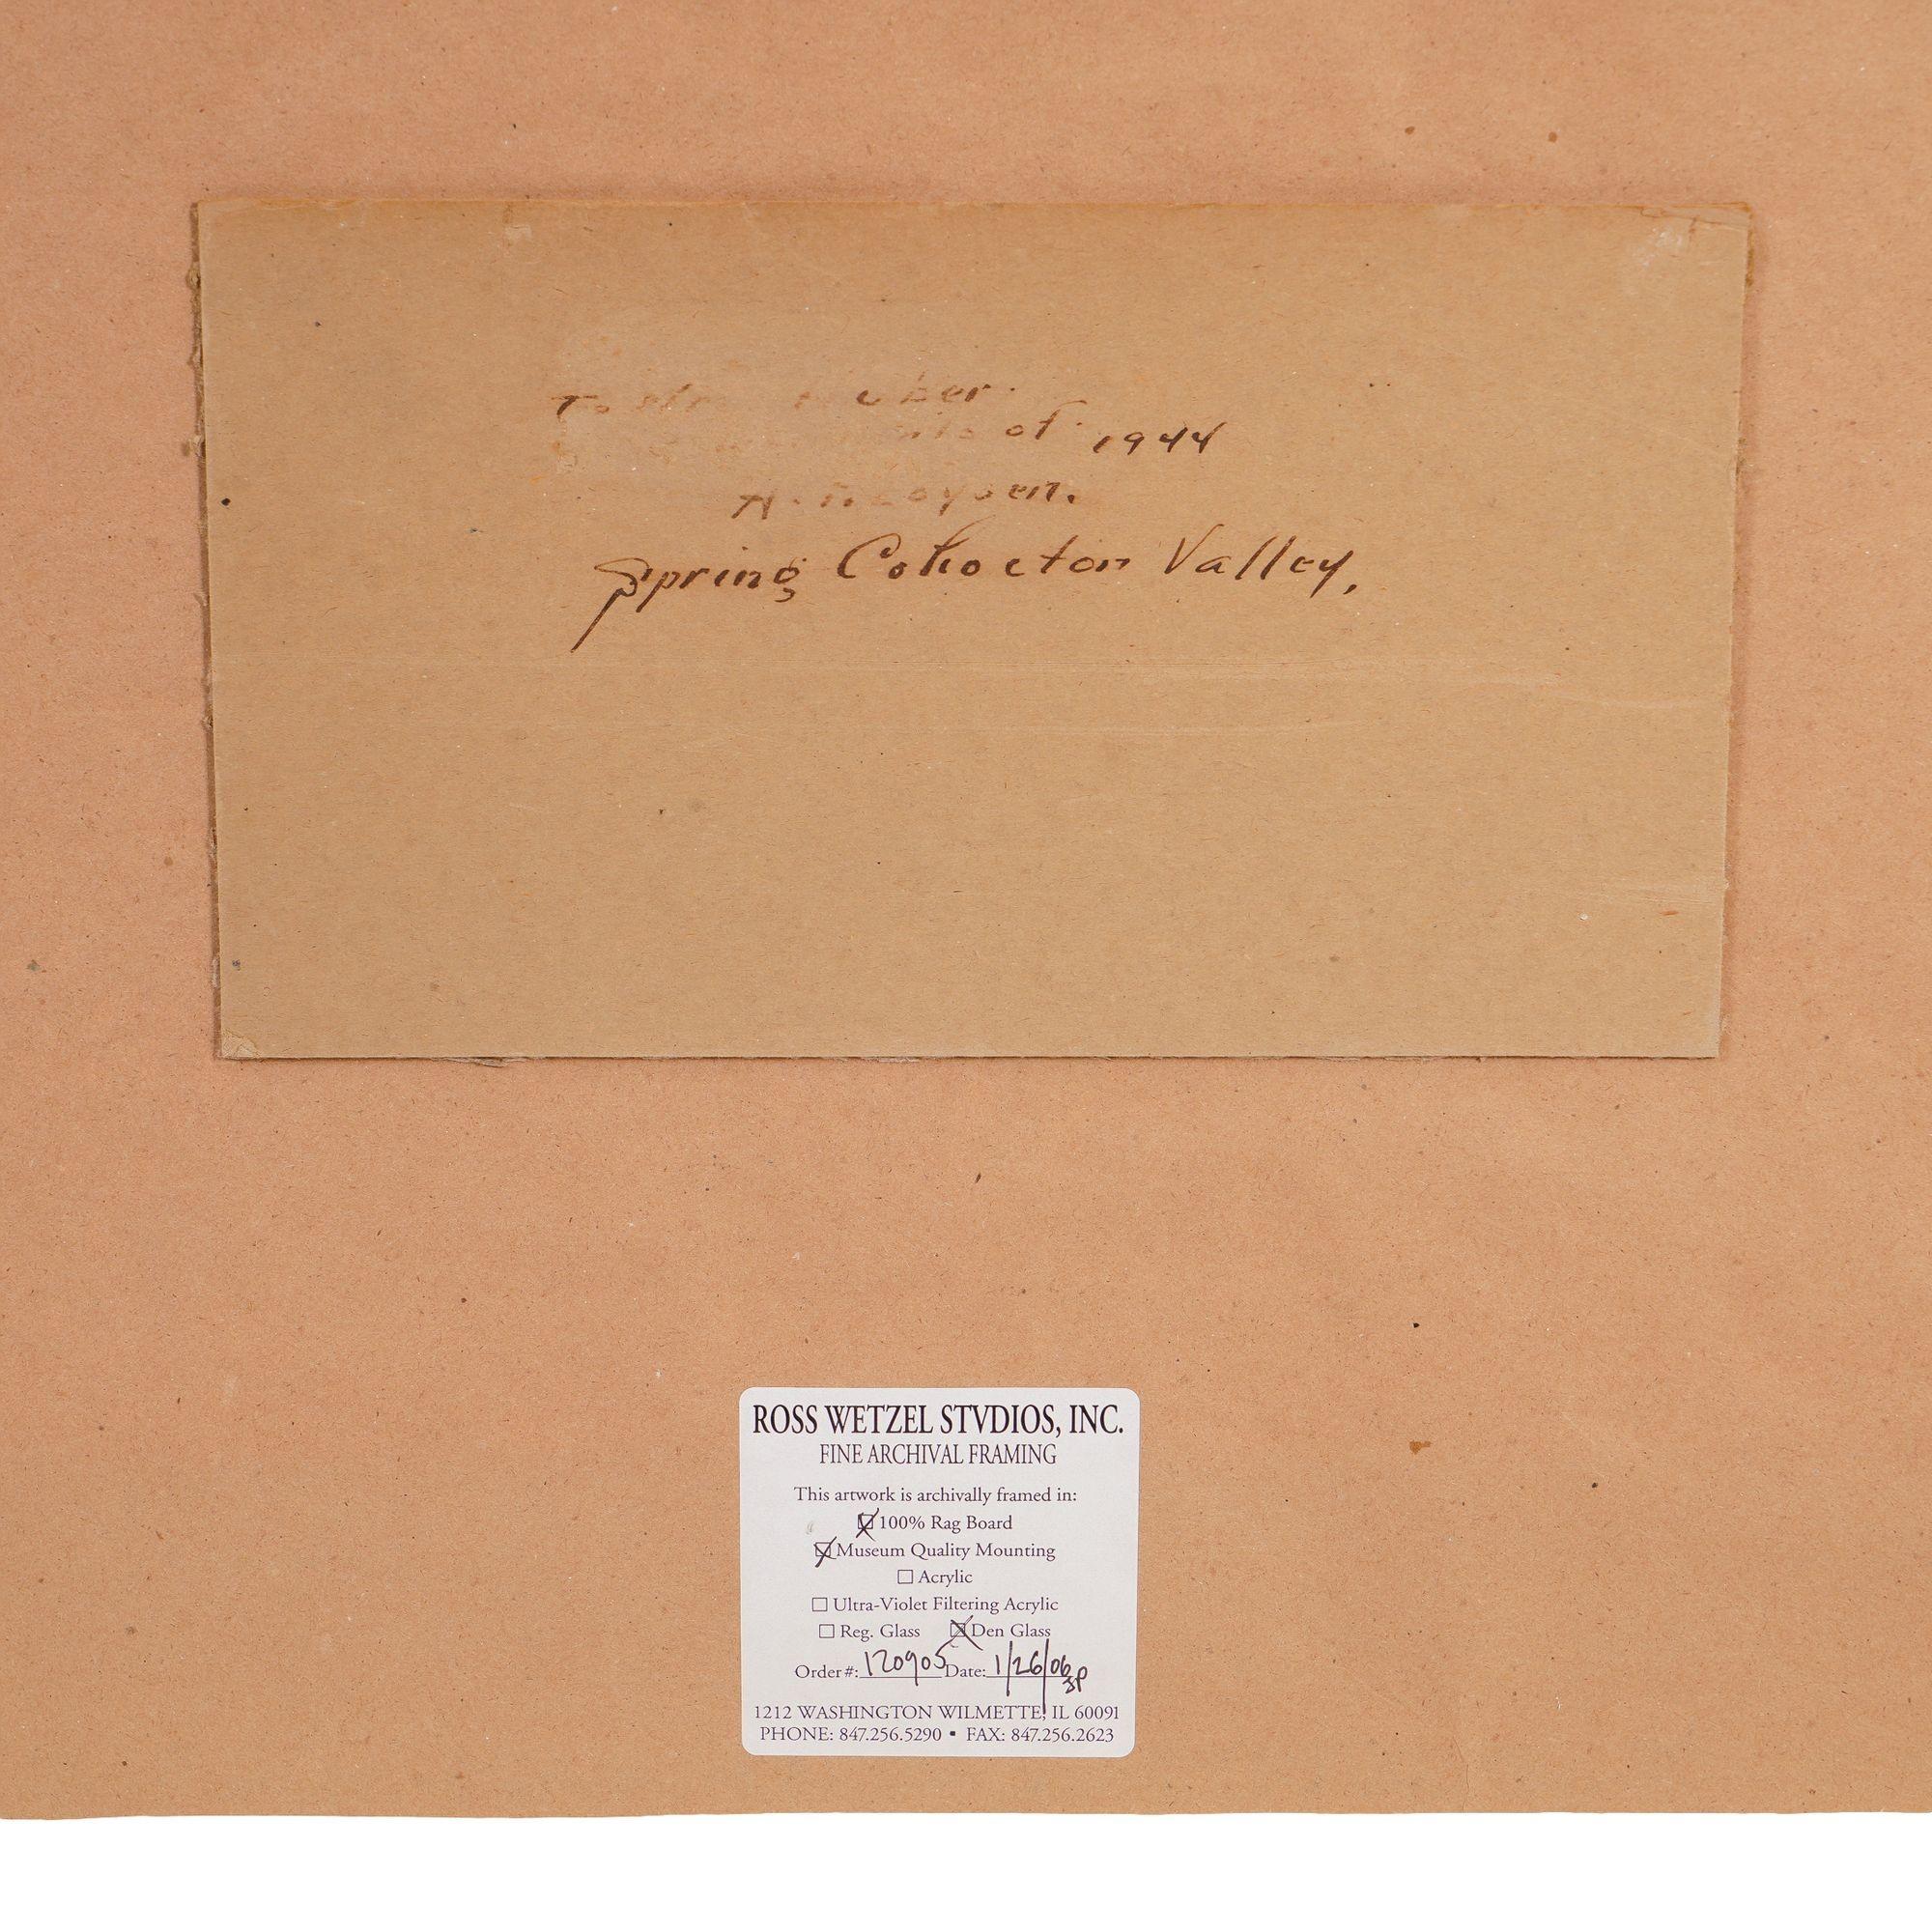 To
of 1944
Spring Cohocton Valley,
ROSS WETZEL STVDIOS, INC.
FINE ARCHIVAL FRAMING
This artwork is archivally framed in:
☒ 100% Rag Board
☒ Museum Quality Mounting
☐ Acrylic
☐ Ultra-Violet Filtering Acrylic
☐ Reg. Glass ☒ Den Glass
Order#: 120905 Date: 1/26/06
1212 WASHINGTON WILMETTE, IL 60091
PHONE: 847.256.5290 • FAX: 847.256.2623